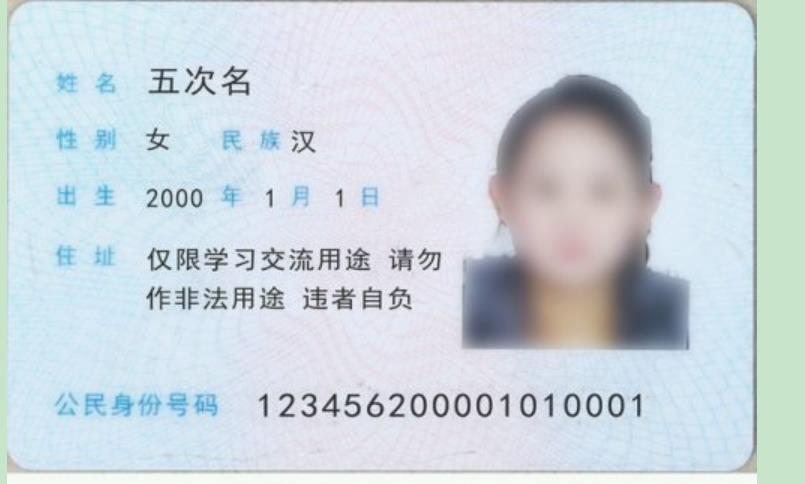 姓名 五次名
性别 女 民族 汉
出生 2000 年 1 月 1 日
住址 仅限学习交流用途 请勿
作非法用途 违者自负
公民身份号码 123456200001010001